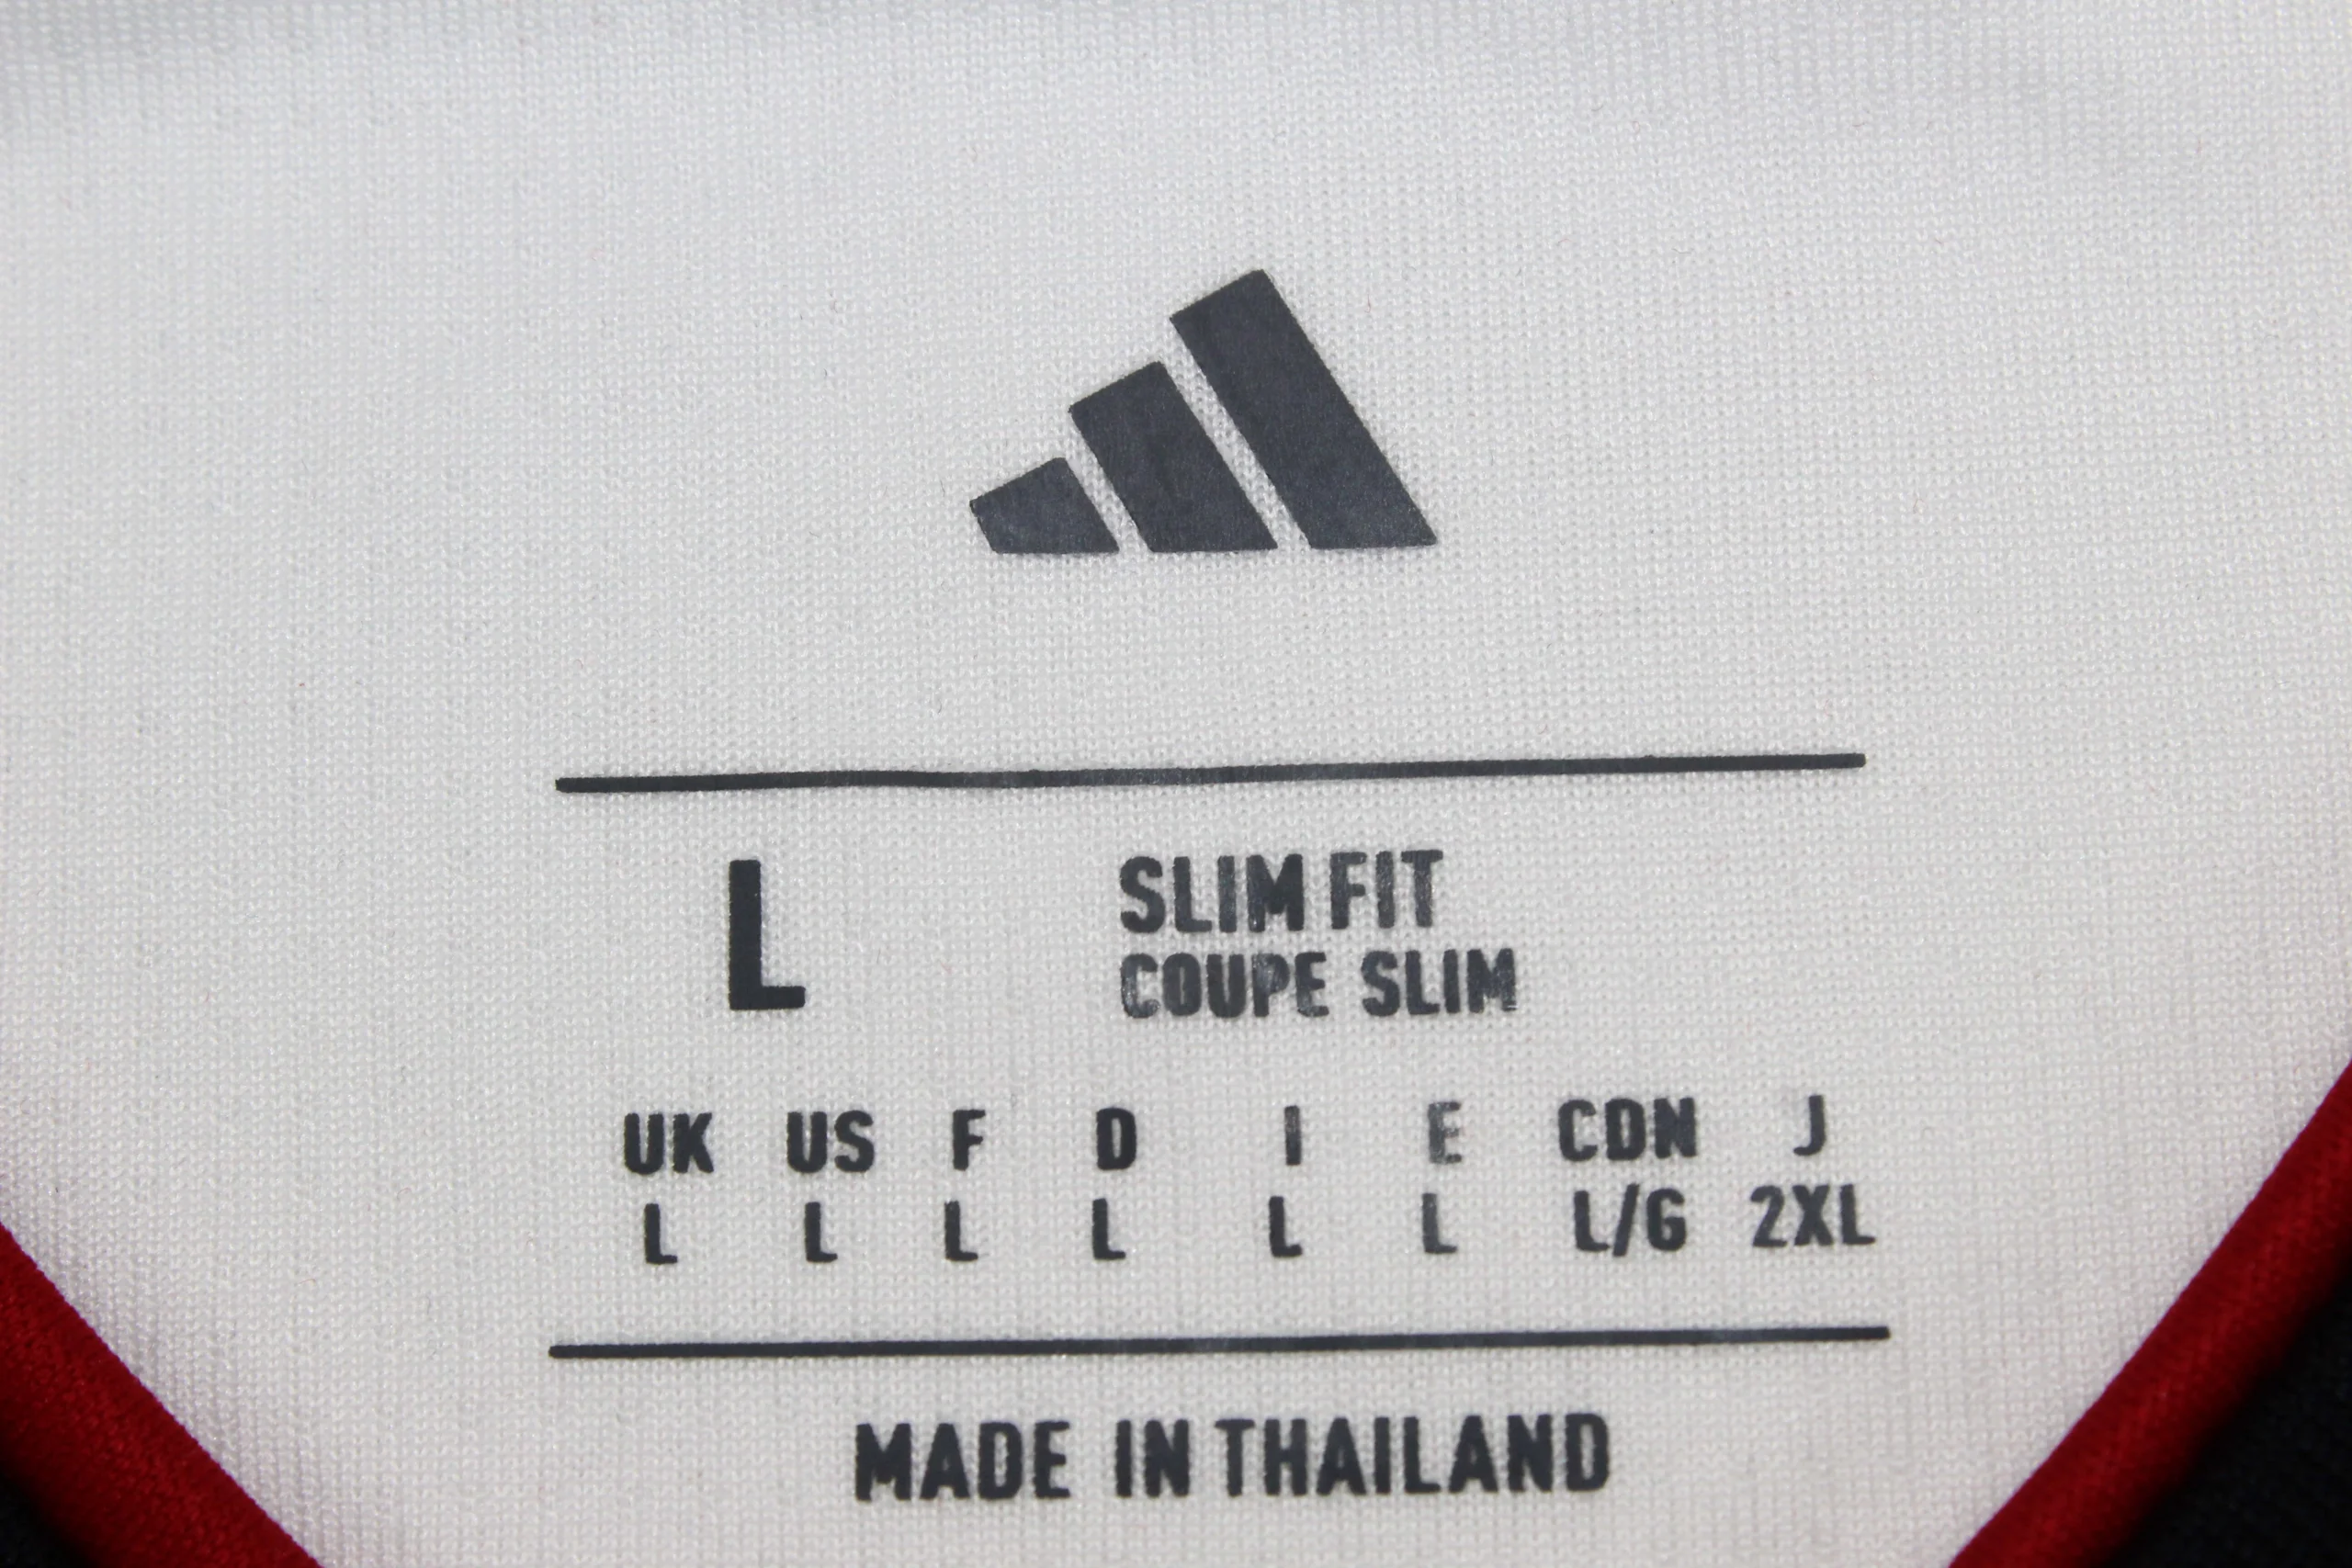 L
SLIM FIT
COUPE SLIM
UK US F D I E CDN J
L L L L L L L/G 2XL
MADE IN THAILAND